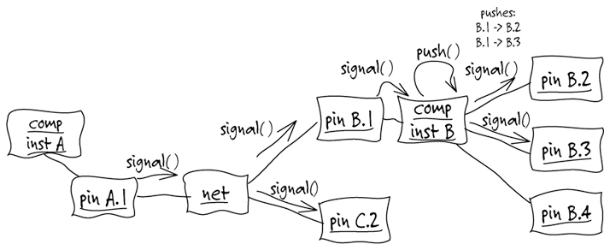 pushes:
B.1 -> B.2
B.1 -> B.3
push()
signal()
signal()
pin B.2
comp
inst B
pin B.1
comp
inst A
signal()
signal()
pin B.3
signal()
pin A.1
net
signal()
pin C.2
pin B.4